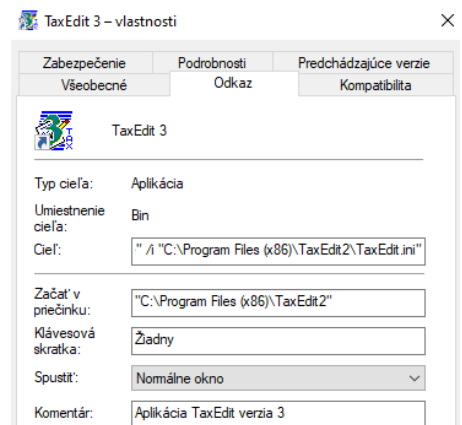 TaxEdit 3 – vlastnosti
Zabezpečenie Podrobnosti Predchádzajúce verzie
Všeobecné Odkaz Kompatibilita
TaxEdit 3
Typ cieľa: Aplikácia
Umiestnenie cieľa: Bin
Cieľ: " /i "C:\Program Files (x86)\TaxEdit2\TaxEdit.ini"
Začať v priečinku: "C:\Program Files (x86)\TaxEdit2"
Klávesová skratka: Žiadny
Spustiť: Normálne okno
Komentár: Aplikácia TaxEdit verzia 3